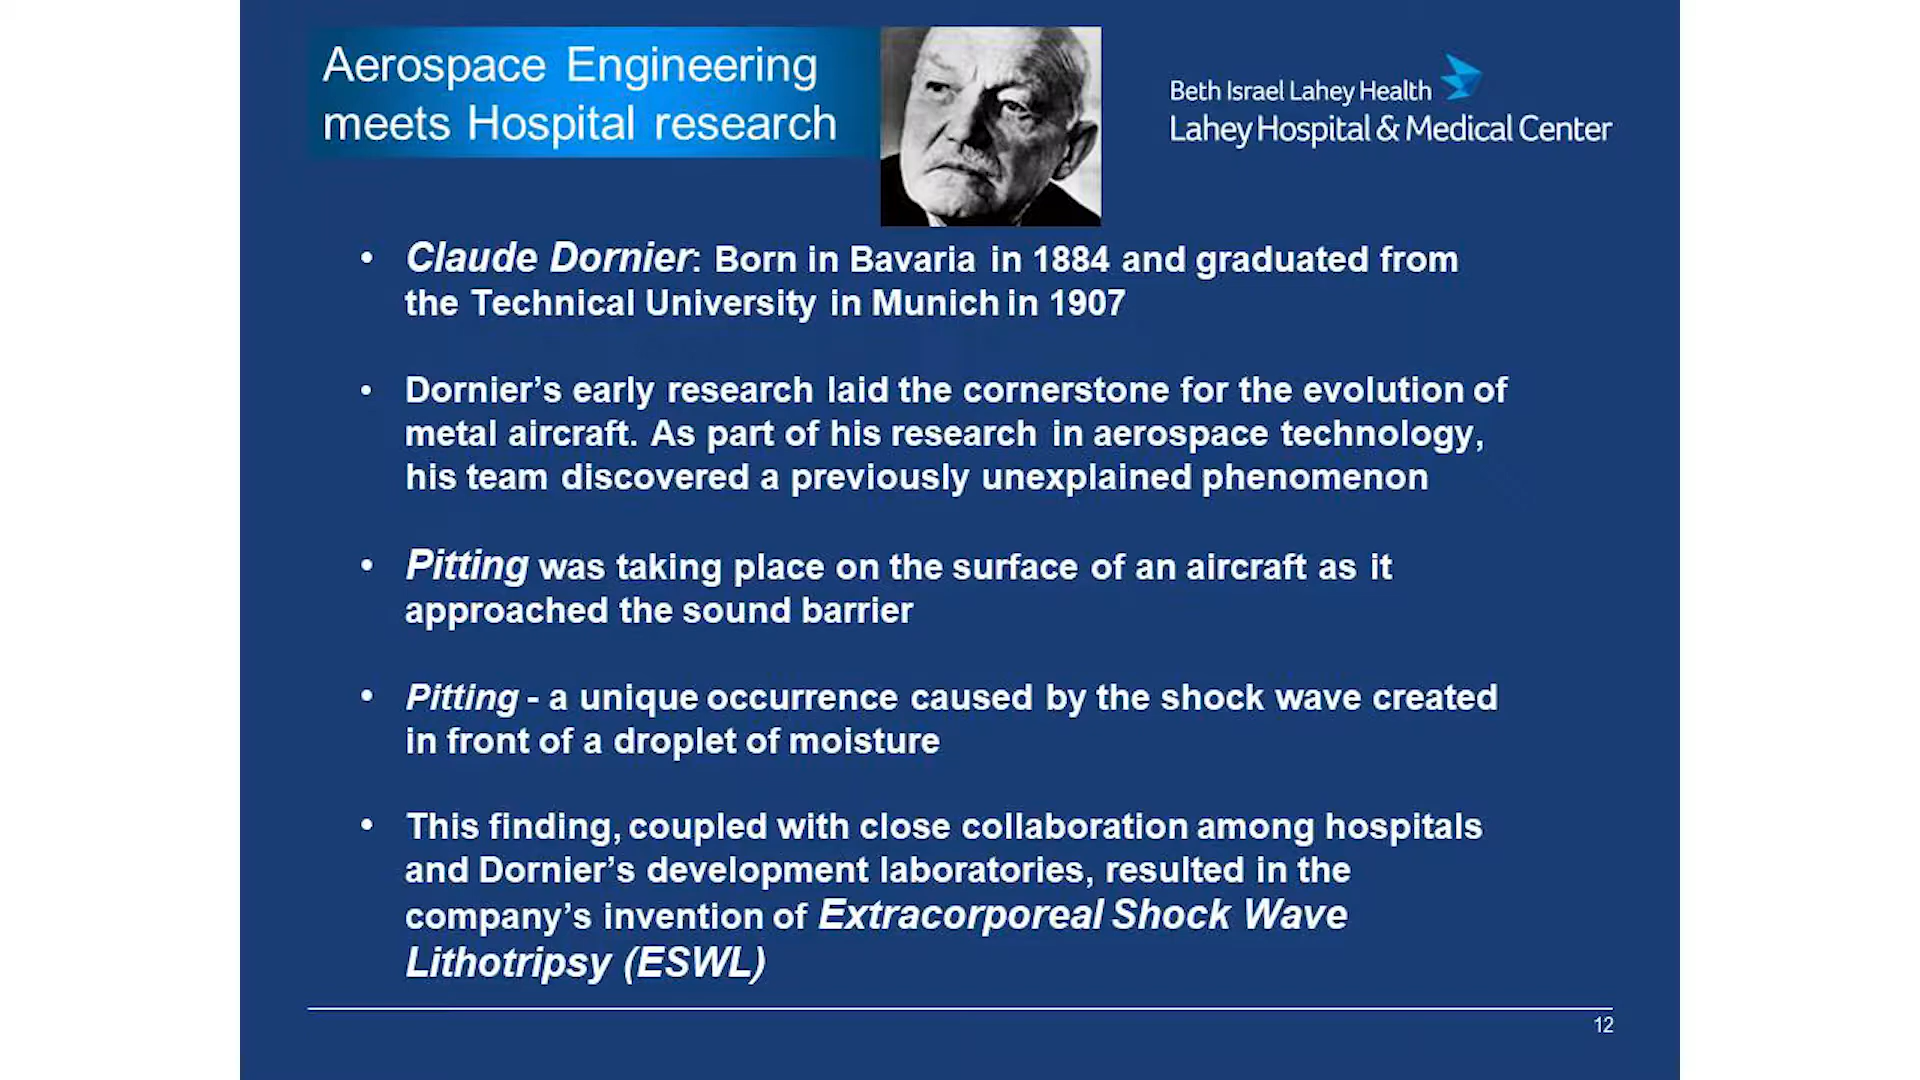 Aerospace Engineering
meets Hospital research
Beth Israel Lahey Health
Lahey Hospital & Medical Center
• Claude Dornier: Born in Bavaria in 1884 and graduated from
the Technical University in Munich in 1907
• Dornier’s early research laid the cornerstone for the evolution of
metal aircraft. As part of his research in aerospace technology,
his team discovered a previously unexplained phenomenon
• Pitting was taking place on the surface of an aircraft as it
approached the sound barrier
• Pitting - a unique occurrence caused by the shock wave created
in front of a droplet of moisture
• This finding, coupled with close collaboration among hospitals
and Dornier’s development laboratories, resulted in the
company’s invention of Extracorporeal Shock Wave
Lithotripsy (ESWL)
12